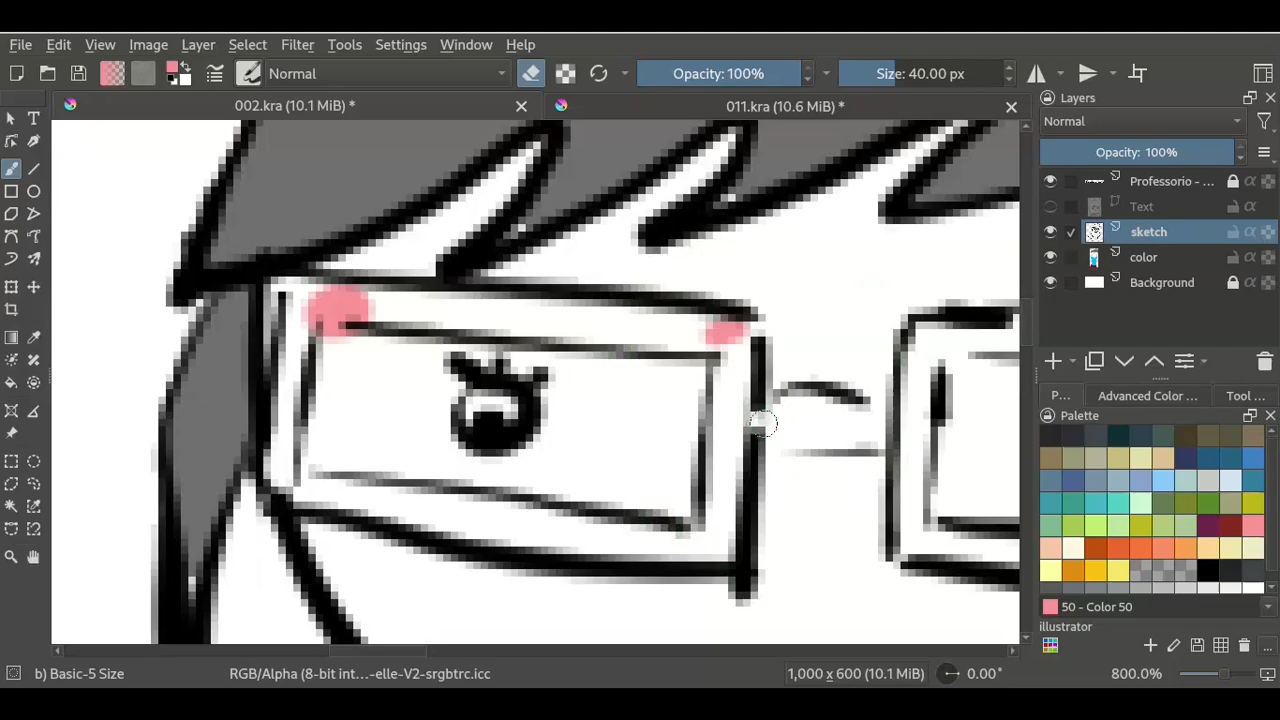 File Edit View Image Layer Select Filter Tools Settings Window Help
Normal Opacity: 100% Size: 40.00 px
002.kra (10.1 MiB) * 011.kra (10.6 MiB) *
Layers
Normal
Opacity: 100%
Professorio - ...
Text
sketch
color
Background
P... Advanced Color ... Tool ...
Palette
50 - Color 50
illustrator
...
b) Basic-5 Size RGB/Alpha (8-bit int...-elle-V2-srgbtrc.icc 1,000 x 600 (10.1 MiB) 0.00° 800.0%